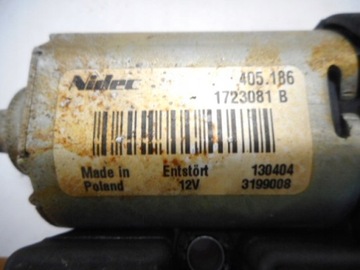 Nidec 405.186
1723081 B
Made in Entstört 130404
Poland 12V 3199008